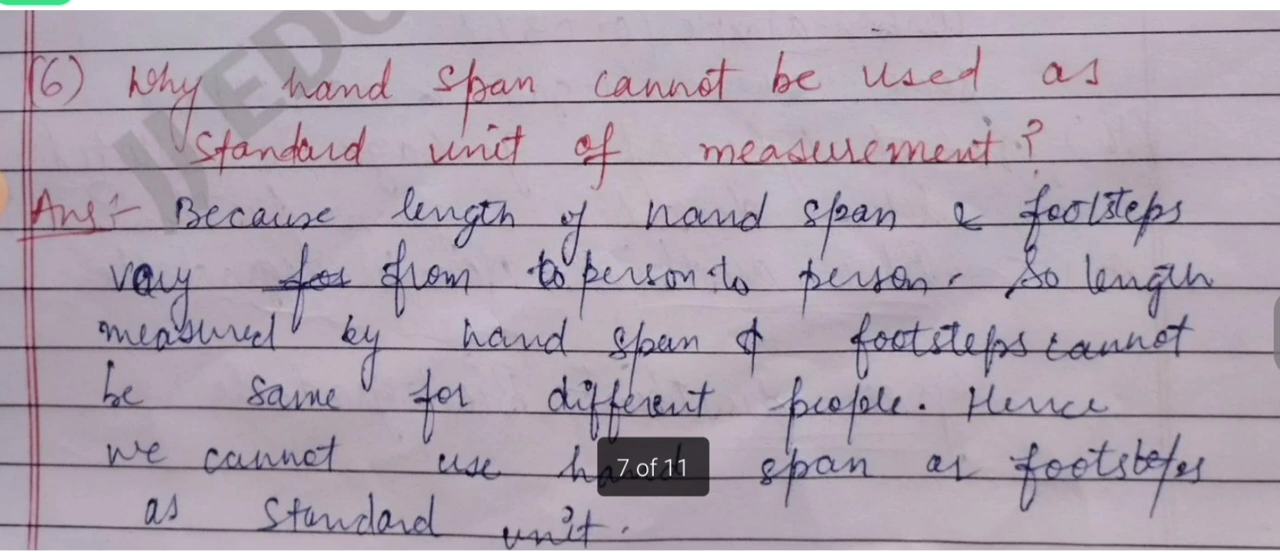 (6) Why hand span cannot be used as
standard unit of measurement?
Ans:- Because length of hand span & footsteps
vary for from to person to person. So length
measured by hand span & footsteps cannot
be same for different people. Hence
we cannot use hand span or footsteps
as standard unit.
7 of 11